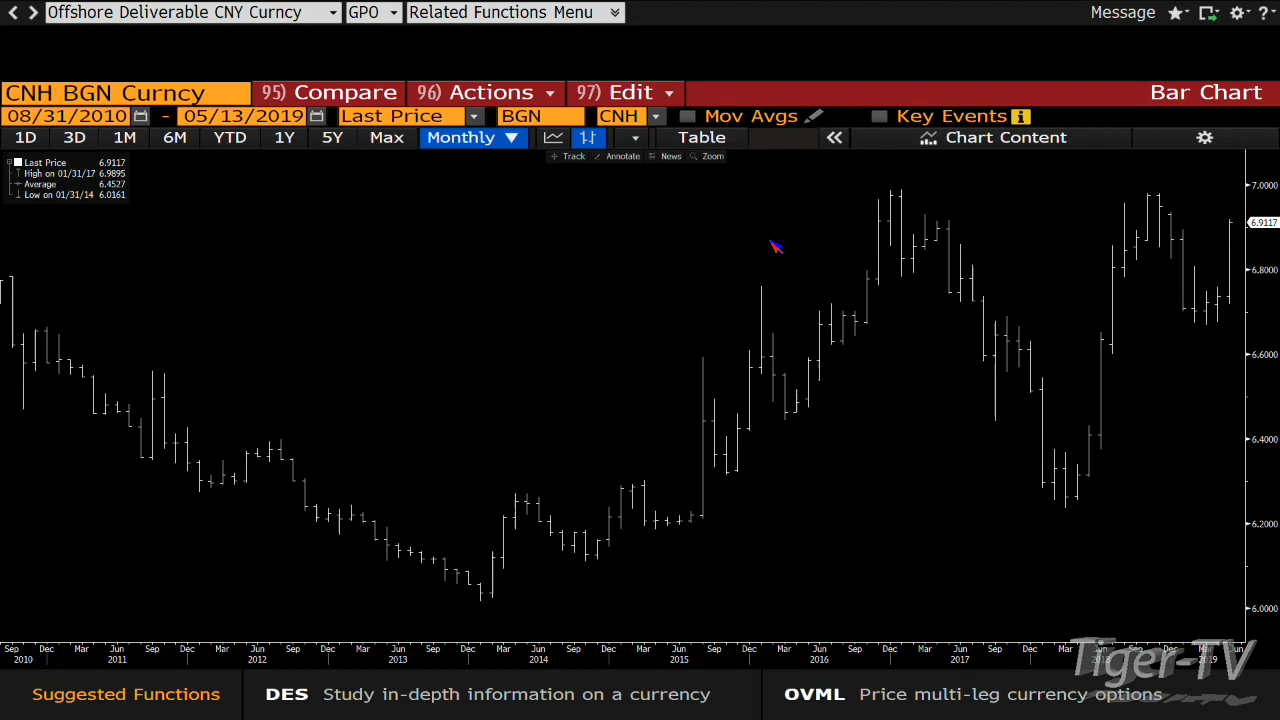 Offshore Deliverable CNY Curncy GPO Related Functions Menu Message ?
CNH BGN Curncy 95) Compare 96) Actions 97) Edit Bar Chart
08/31/2010 - 05/13/2019 Last Price BGN CNH Mov Avgs Key Events i
1D 3D 1M 6M YTD 1Y 5Y Max Monthly ▼ Table « Chart Content
Track Annotate News Zoom
Last Price 6.9117
High on 01/31/17 6.9895
Average 6.4527
Low on 01/31/14 6.0161
7.0000
6.9117
6.8000
6.6000
6.4000
6.2000
6.0000
Sep Dec Mar Jun Sep Dec Mar Jun Sep Dec Mar Jun Sep Dec Mar Jun Sep Dec Mar Jun Sep Dec Mar Jun Sep Dec Mar Jun Sep Dec Mar Jun Sep Dec Mar Jun
2010 2011 2012 2013 2014 2015 2016 2017 2018 2019
Tiger-TV
Suggested Functions DES Study in-depth information on a currency OVML Price multi-leg currency options